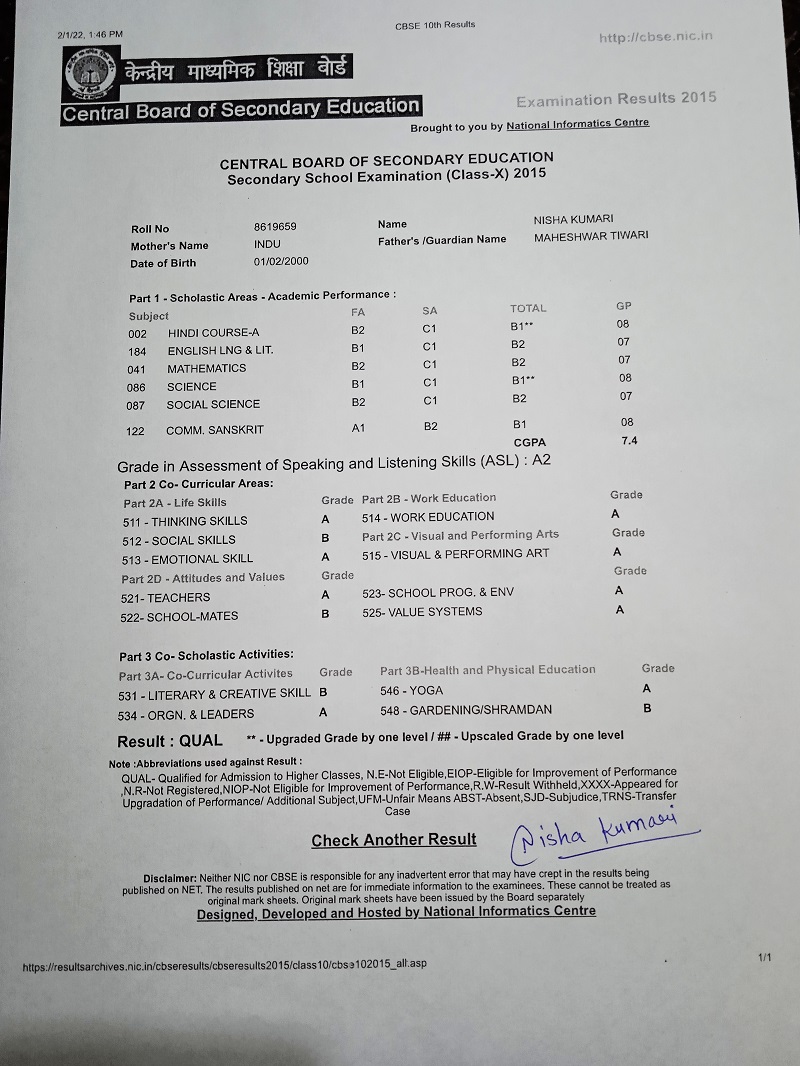 2/1/22, 1:46 PM CBSE 10th Results
http://cbse.nic.in
केन्द्रीय माध्यमिक शिक्षा बोर्ड
Central Board of Secondary Education
Examination Results 2015
Brought to you by National Informatics Centre
CENTRAL BOARD OF SECONDARY EDUCATION
Secondary School Examination (Class-X) 2015
Roll No 8619659 Name NISHA KUMARI
Mother's Name INDU Father's /Guardian Name MAHESHWAR TIWARI
Date of Birth 01/02/2000
Part 1 - Scholastic Areas - Academic Performance :
Subject FA SA TOTAL GP
002 HINDI COURSE-A B2 C1 B1** 08
184 ENGLISH LNG & LIT. B1 C1 B2 07
041 MATHEMATICS B2 C1 B2 07
086 SCIENCE B1 C1 B1** 08
087 SOCIAL SCIENCE B2 C1 B2 07
122 COMM. SANSKRIT A1 B2 B1 08
CGPA 7.4
Grade in Assessment of Speaking and Listening Skills (ASL) : A2
Part 2 Co- Curricular Areas:
Part 2A - Life Skills Grade Part 2B - Work Education Grade
511 - THINKING SKILLS A 514 - WORK EDUCATION A
512 - SOCIAL SKILLS B Part 2C - Visual and Performing Arts Grade
513 - EMOTIONAL SKILL A 515 - VISUAL & PERFORMING ART A
Part 2D - Attitudes and Values Grade Grade
521- TEACHERS A 523- SCHOOL PROG. & ENV A
522- SCHOOL-MATES B 525- VALUE SYSTEMS A
Part 3 Co- Scholastic Activities:
Part 3A- Co-Curricular Activites Grade Part 3B-Health and Physical Education Grade
531 - LITERARY & CREATIVE SKILL B 546 - YOGA A
534 - ORGN. & LEADERS A 548 - GARDENING/SHRAMDAN B
Result : QUAL ** - Upgraded Grade by one level / ## - Upscaled Grade by one level
Note :Abbreviations used against Result :
QUAL- Qualified for Admission to Higher Classes, N.E-Not Eligible,EIOP-Eligible for Improvement of Performance
,N.R-Not Registered,NIOP-Not Eligible for Improvement of Performance,R.W-Result Withheld,XXXX-Appeared for
Upgradation of Performance/ Additional Subject,UFM-Unfair Means ABST-Absent,SJD-Subjudice,TRNS-Transfer
Case
Check Another Result Nisha Kumari
Disclaimer: Neither NIC nor CBSE is responsible for any inadvertent error that may have crept in the results being
published on NET. The results published on net are for immediate information to the examinees. These cannot be treated as
original mark sheets. Original mark sheets have been issued by the Board separately
Designed, Developed and Hosted by National Informatics Centre
https://resultsarchives.nic.in/cbseresults/cbseresults2015/class10/cbse102015_all.asp 1/1